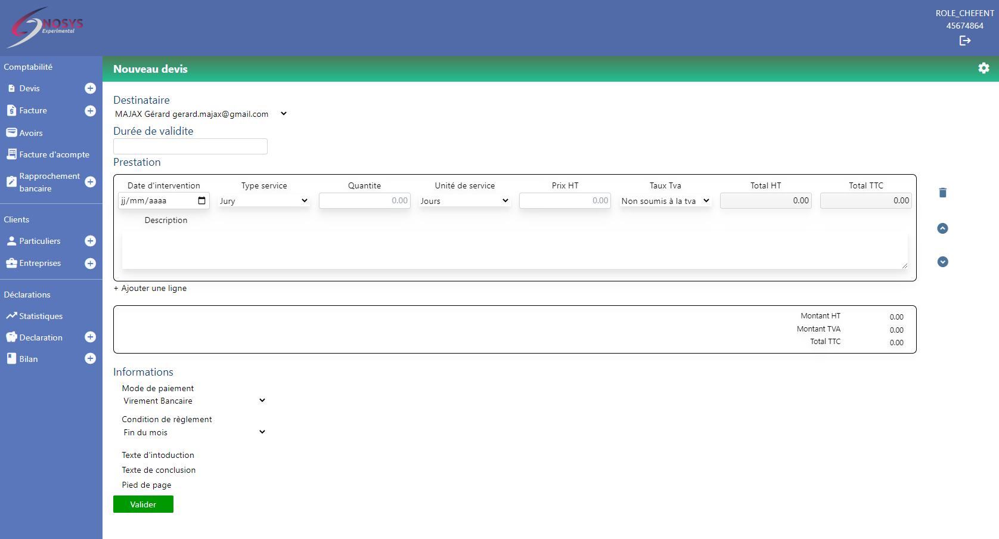 NOSYS
Experimental
ROLE_CHEFENT
45674864
Comptabilité
Devis
Facture
Avoirs
Facture d'acompte
Rapprochement
bancaire
Clients
Particuliers
Entreprises
Déclarations
Statistiques
Declaration
Bilan
Nouveau devis
Destinataire
MAJAX Gérard gerard.majax@gmail.com
Durée de validite
Prestation
Date d'intervention Type service Quantite Unité de service Prix HT Taux Tva Total HT Total TTC
jj/mm/aaaa Jury 0.00 Jours 0.00 Non soumis à la tva 0.00 0.00
Description
+ Ajouter une ligne
Montant HT 0.00
Montant TVA 0.00
Total TTC 0.00
Informations
Mode de paiement
Virement Bancaire
Condition de règlement
Fin du mois
Texte d'intoduction
Texte de conclusion
Pied de page
Valider